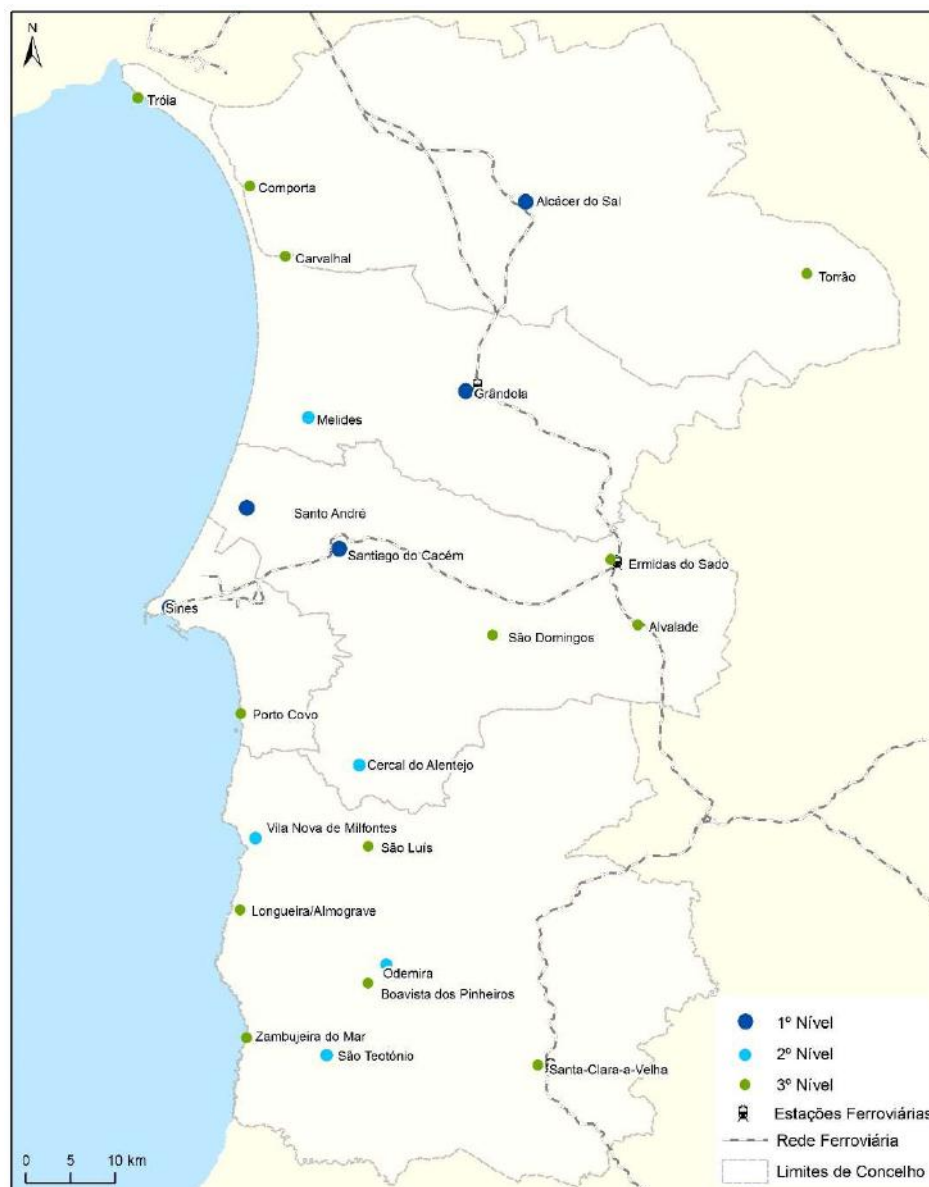 N
Tróia
Comporta
Alcácer do Sal
Carvalhal
Torrão
Grândola
Melides
Santo André
Santiago do Cacém
Ermidas do Sado
Sines
Alvalade
São Domingos
Porto Covo
Cercal do Alentejo
Vila Nova de Milfontes
São Luís
Longueira/Almograve
Odemira
Boavista dos Pinheiros
Zambujeira do Mar
São Teotónio
Santa-Clara-a-Velha
1º Nível
2º Nível
3º Nível
Estações Ferroviárias
Rede Ferroviária
Limites de Concelho
0 5 10 km